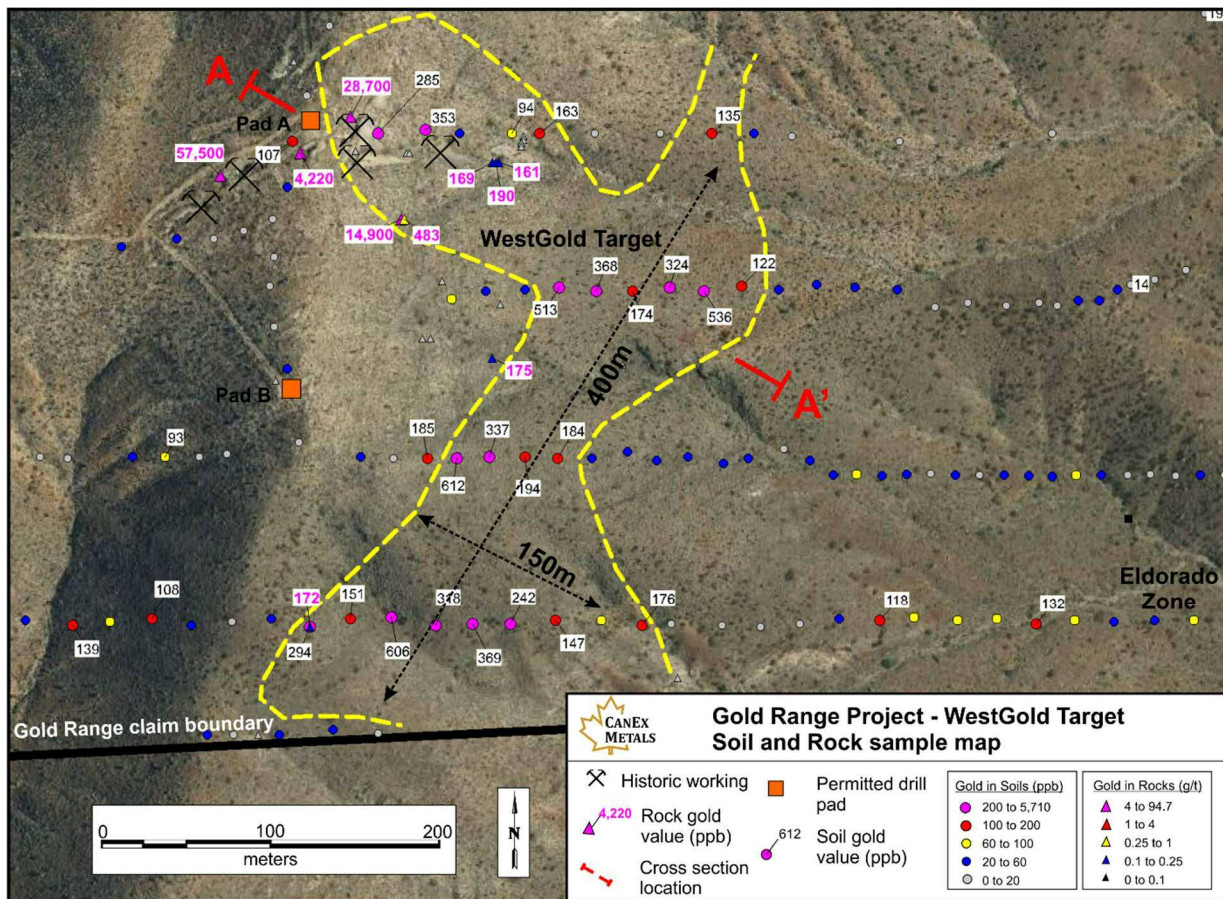 19
A
28,700
285
Pad A
353
94
163
135
57,500
107
4,220
169
161
190
14,900
483
WestGold Target
368
324
122
513
174
536
14
175
400m
A'
Pad B
93
185
337
184
612
194
150m
Eldorado
Zone
108
172
151
242
176
118
132
139
294
606
369
147
Gold Range claim boundary
0
100
200
meters
N
CANEX
METALS
Gold Range Project - WestGold Target
Soil and Rock sample map
Historic working
4,220
Rock gold
value (ppb)
Cross section
location
Permitted drill
pad
612
Soil gold
value (ppb)
Gold in Soils (ppb)
200 to 5,710
100 to 200
60 to 100
20 to 60
0 to 20
Gold in Rocks (g/t)
4 to 94.7
1 to 4
0.25 to 1
0.1 to 0.25
0 to 0.1